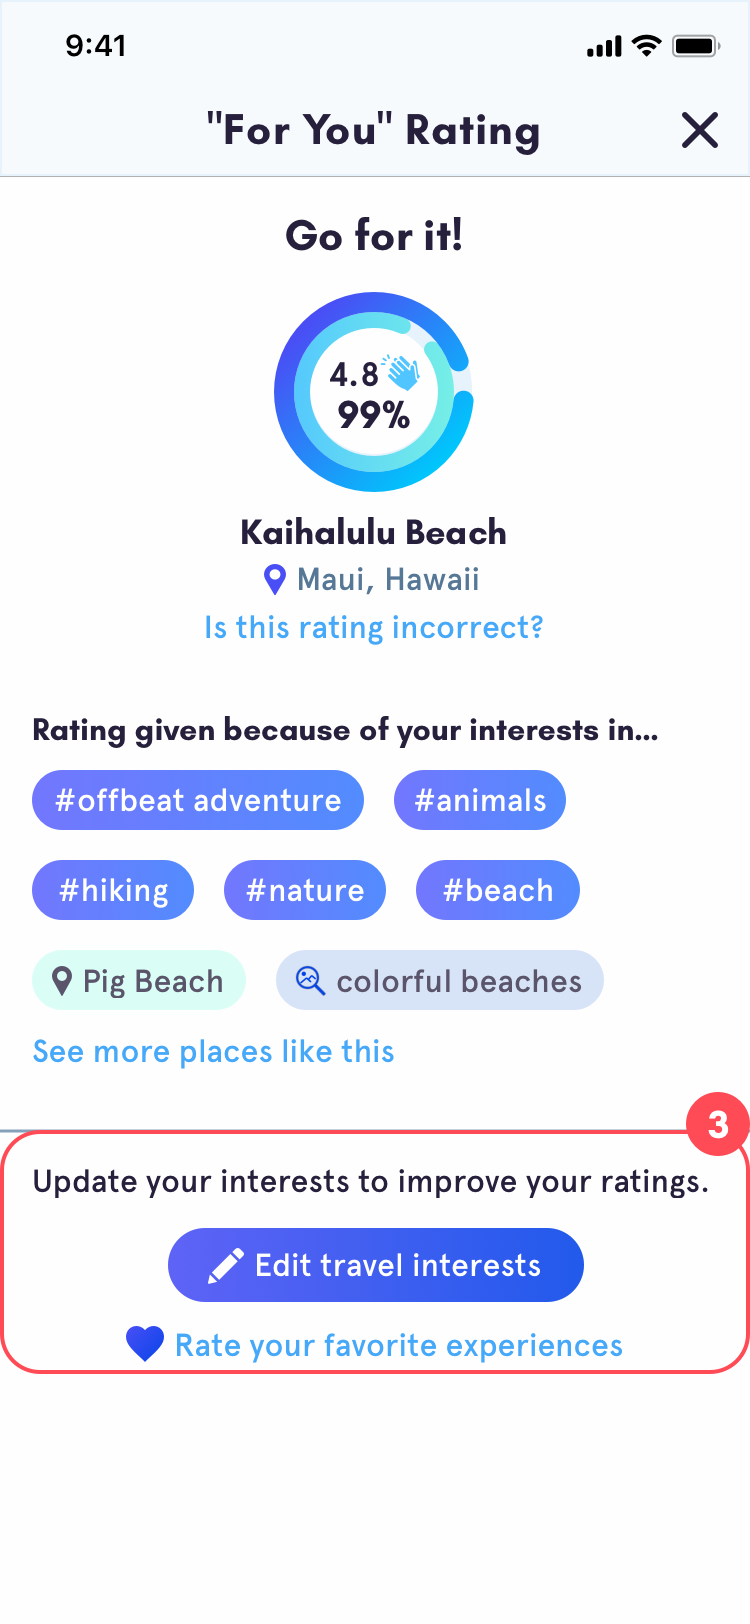 9:41
"For You" Rating
Go for it!
4.8
99%
Kaihalulu Beach
Maui, Hawaii
Is this rating incorrect?
Rating given because of your interests in...
#offbeat adventure #animals
#hiking #nature #beach
Pig Beach colorful beaches
See more places like this
3
Update your interests to improve your ratings.
Edit travel interests
Rate your favorite experiences